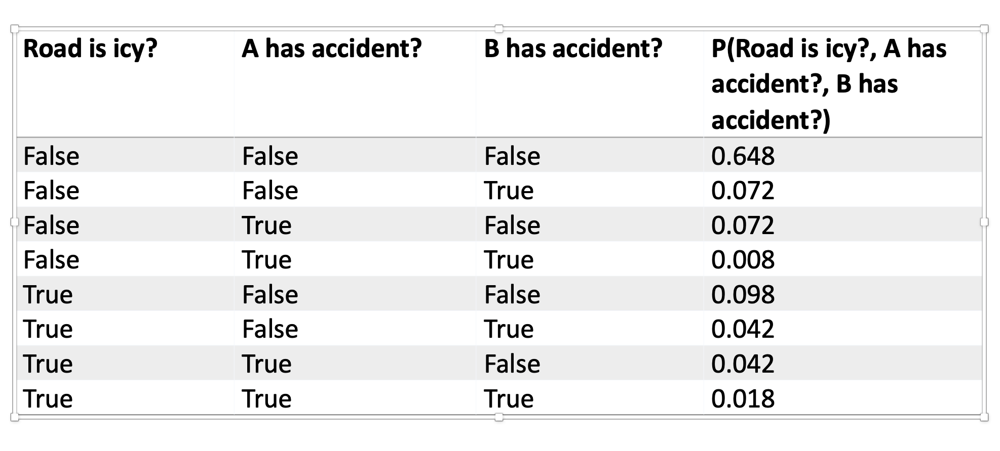 Road is icy? A has accident? B has accident? P(Road is icy?, A has
accident?, B has
accident?)
False False False 0.648
False False True 0.072
False True False 0.072
False True True 0.008
True False False 0.098
True False True 0.042
True True False 0.042
True True True 0.018